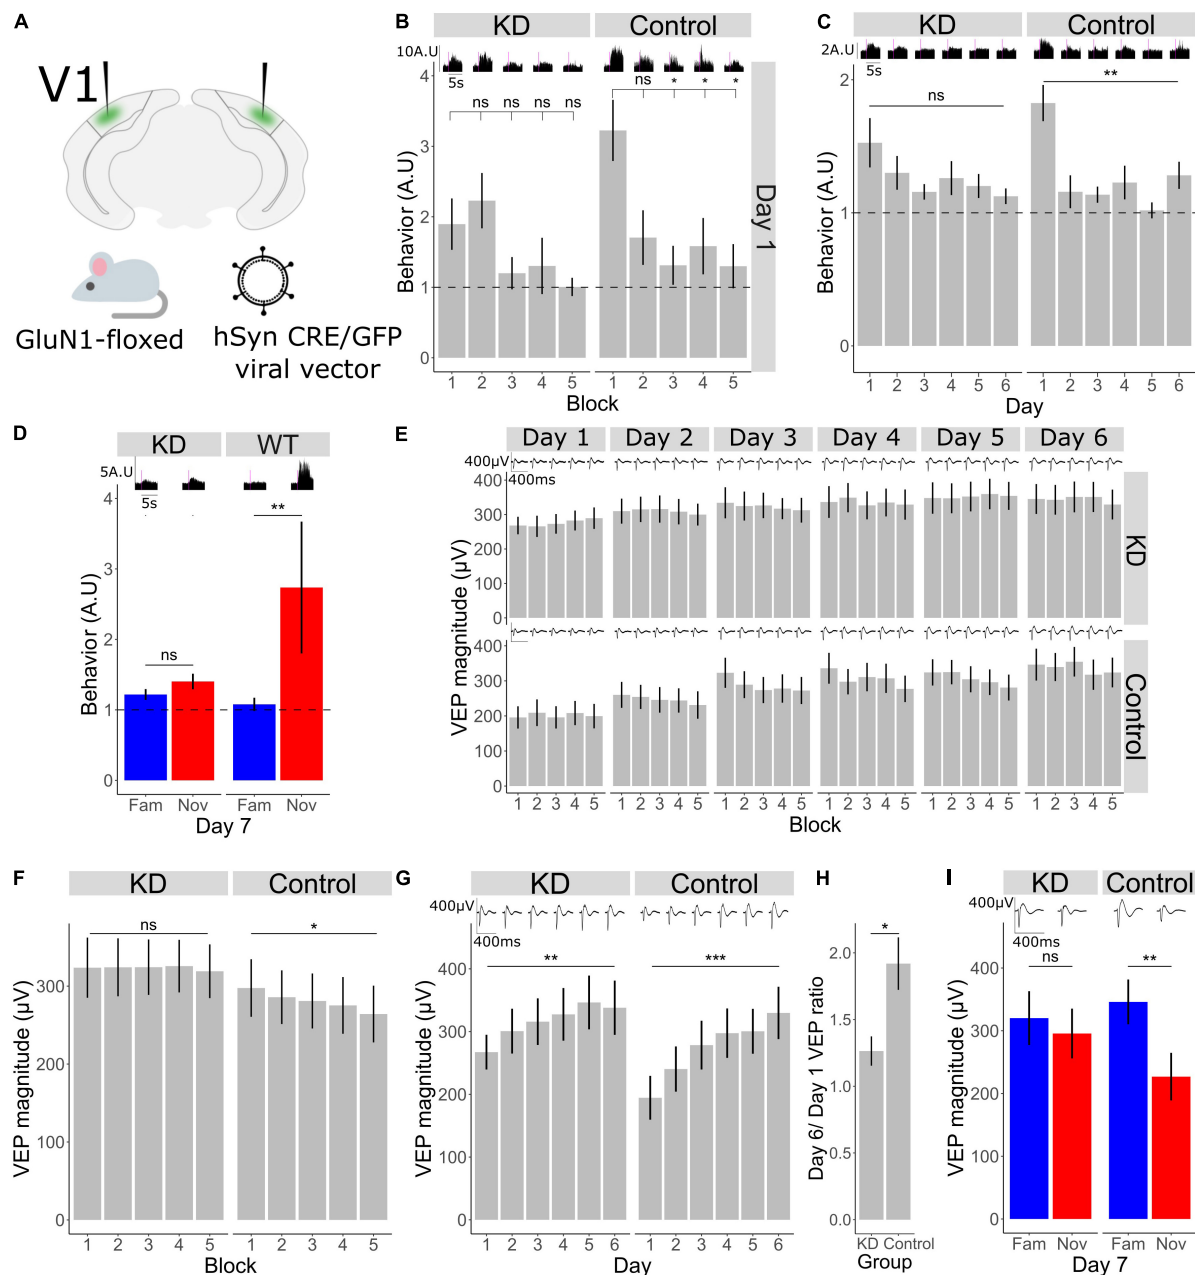 A
V1
GluN1-floxed
hSyn CRE/GFP
viral vector
B
KD Control
10A.U
5s
ns * * *
ns ns ns ns
4
3
2
1
0
Behavior (A.U)
1 2 3 4 5 1 2 3 4 5
Block
Day 1
C
KD Control
2A.U
5s
ns **
2
1
0
Behavior (A.U)
1 2 3 4 5 6 1 2 3 4 5 6
Day
D
KD WT
5A.U
5s
ns **
4
3
2
1
0
Behavior (A.U)
Fam Nov Fam Nov
Day 7
E
Day 1 Day 2 Day 3 Day 4 Day 5 Day 6
400µV
400ms
400
300
200
100
0
KD
400
300
200
100
0
Control
VEP magnitude (µV)
1 2 3 4 5 1 2 3 4 5 1 2 3 4 5 1 2 3 4 5 1 2 3 4 5 1 2 3 4 5
Block
F
KD Control
ns *
300
200
100
0
VEP magnitude (µV)
1 2 3 4 5 1 2 3 4 5
Block
G
KD Control
400µV
400ms
** ***
400
300
200
100
0
VEP magnitude (µV)
1 2 3 4 5 6 1 2 3 4 5 6
Day
H
*
2.0
1.5
1.0
0.5
0.0
Day 6/ Day 1 VEP ratio
KD Control
Group
I
KD Control
400µV
400ms
ns **
400
300
200
100
0
VEP magnitude (µV)
Fam Nov Fam Nov
Day 7